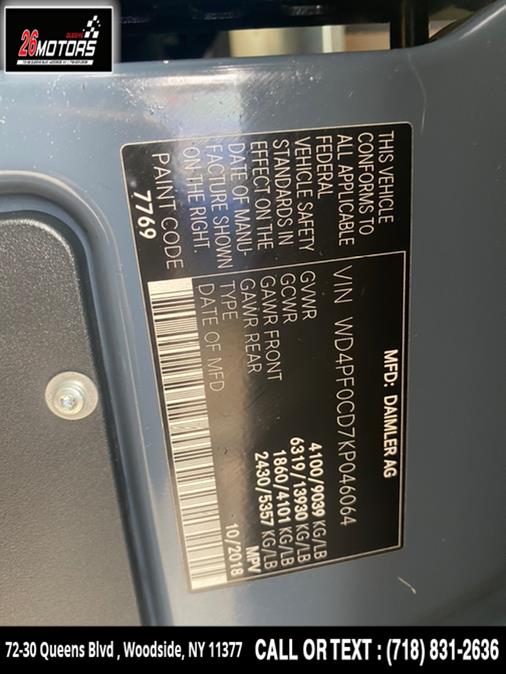 QUEENS
26MOTORS
THIS VEHICLE
CONFORMS TO
ALL APPLICABLE
FEDERAL
VEHICLE SAFETY
STANDARDS IN
EFFECT ON THE
DATE OF MANU-
FACTURE SHOWN
ON THE RIGHT.
PAINT CODE
7769
MFD: DAIMLER AG
VIN WD4PF0CD7KP046064
GVWR 4100/9039 KG/LB
GCWR 6319/13930 KG/LB
GAWR FRONT 1860/4101 KG/LB
GAWR REAR 2430/5357 KG/LB
TYPE MPV
DATE OF MFD 10/2018
72-30 Queens Blvd , Woodside, NY 11377 CALL OR TEXT : (718) 831-2636